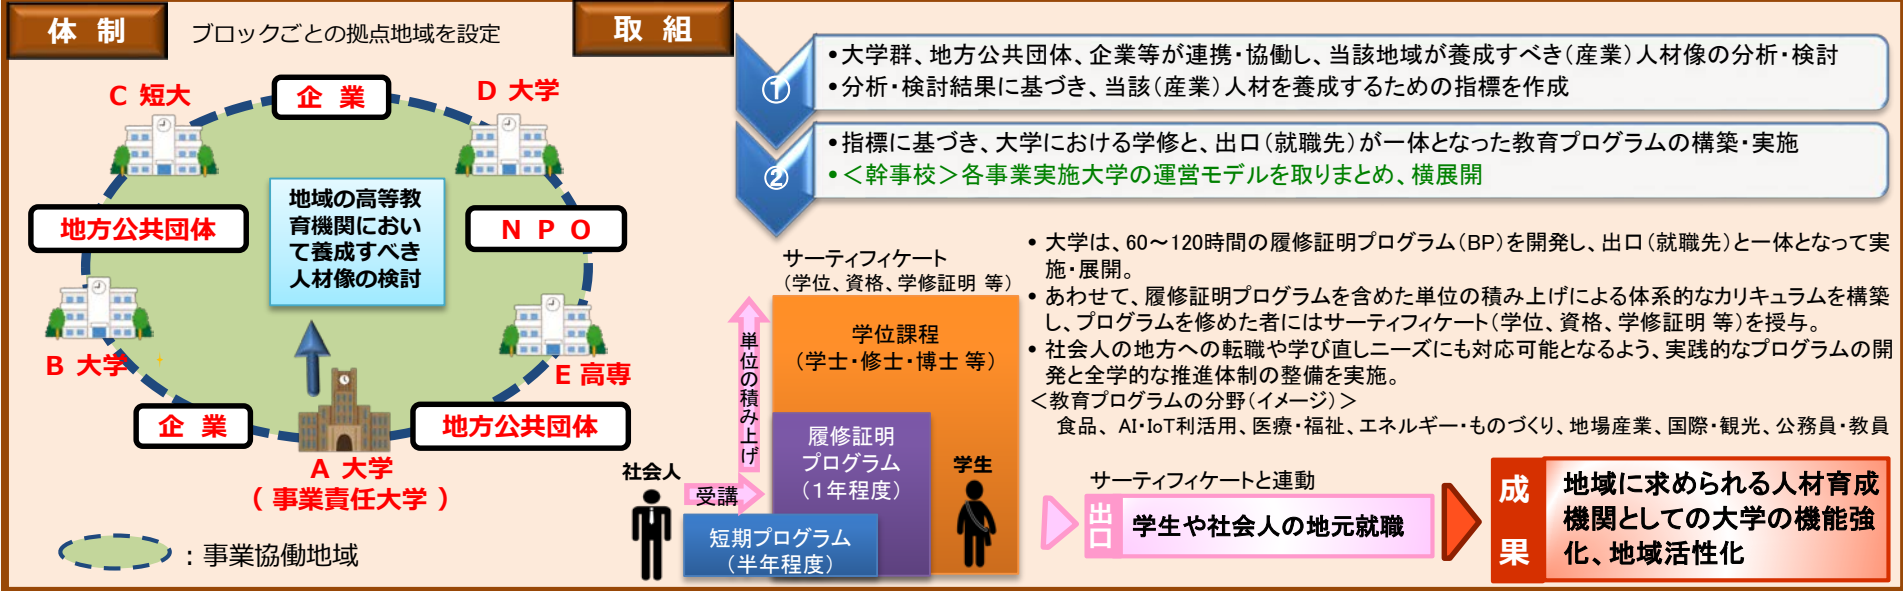 体 制
ブロックごとの拠点地域を設定
C 短大
企 業
D 大学
地方公共団体
地域の高等教
育機関におい
て養成すべき
人材像の検討
N P O
B 大学
E 高専
企 業
地方公共団体
A 大学
( 事業責任大学 )
：事業協働地域
取 組
①
•大学群、地方公共団体、企業等が連携・協働し、当該地域が養成すべき(産業)人材像の分析・検討
•分析・検討結果に基づき、当該(産業)人材を養成するための指標を作成
②
•指標に基づき、大学における学修と、出口(就職先)が一体となった教育プログラムの構築・実施
•＜幹事校＞各事業実施大学の運営モデルを取りまとめ、横展開
サーティフィケート
(学位、資格、学修証明 等)
単位の積み上げ
学位課程
(学士・修士・博士 等)
履修証明
プログラム
(1年程度)
短期プログラム
(半年程度)
社会人
受講
学生
• 大学は、60～120時間の履修証明プログラム(BP)を開発し、出口(就職先)と一体となって実
施・展開。
• あわせて、履修証明プログラムを含めた単位の積み上げによる体系的なカリキュラムを構築
し、プログラムを修めた者にはサーティフィケート(学位、資格、学修証明 等)を授与。
• 社会人の地方への転職や学び直しニーズにも対応可能となるよう、実践的なプログラムの開
発と全学的な推進体制の整備を実施。
＜教育プログラムの分野(イメージ)＞
食品、AI・IoT利活用、医療・福祉、エネルギー・ものづくり、地場産業、国際・観光、公務員・教員
サーティフィケートと連動
出口
学生や社会人の地元就職
成果
地域に求められる人材育成
機関としての大学の機能強
化、地域活性化